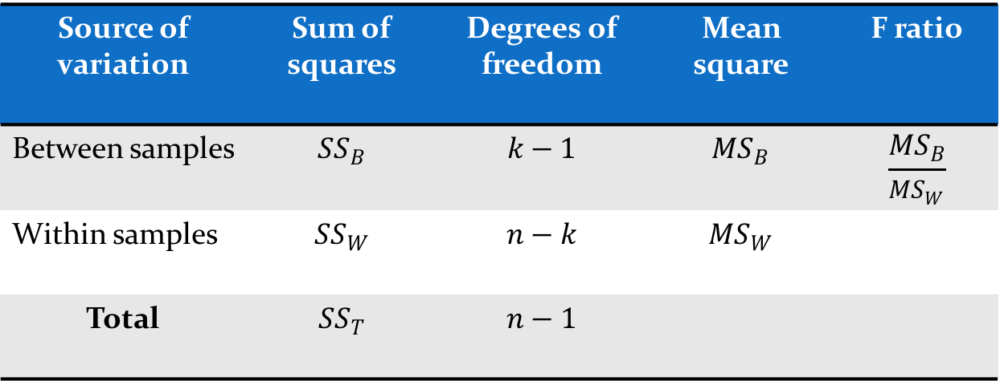 Source of variation Sum of squares Degrees of freedom Mean square F ratio
Between samples SS_B k − 1 MS_B MS_B / MS_W
Within samples SS_W n − k MS_W
Total SS_T n − 1